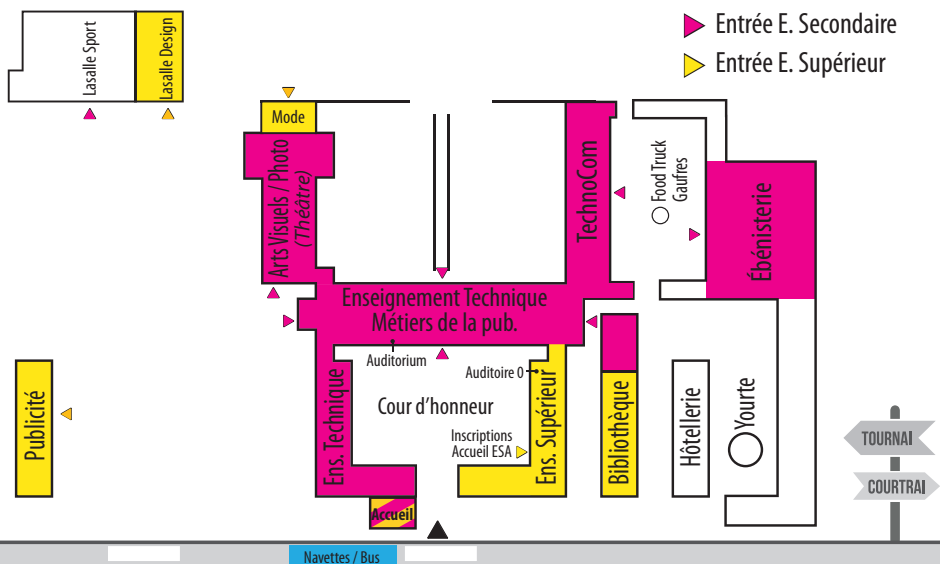 Entrée E. Secondaire
Entrée E. Supérieur
Lasalle Sport
Lasalle Design
Mode
Arts Visuels / Photo
(Théâtre)
TechnoCom
Food Truck
Gaufres
Ébénisterie
Enseignement Technique
Métiers de la pub.
Auditorium
Auditoire 0
Publicité
Ens. Technique
Cour d'honneur
Inscriptions
Accueil ESA
Ens. Supérieur
Bibliothèque
Hôtellerie
Yourte
TOURNAI
COURTRAI
Accueil
Navettes / Bus